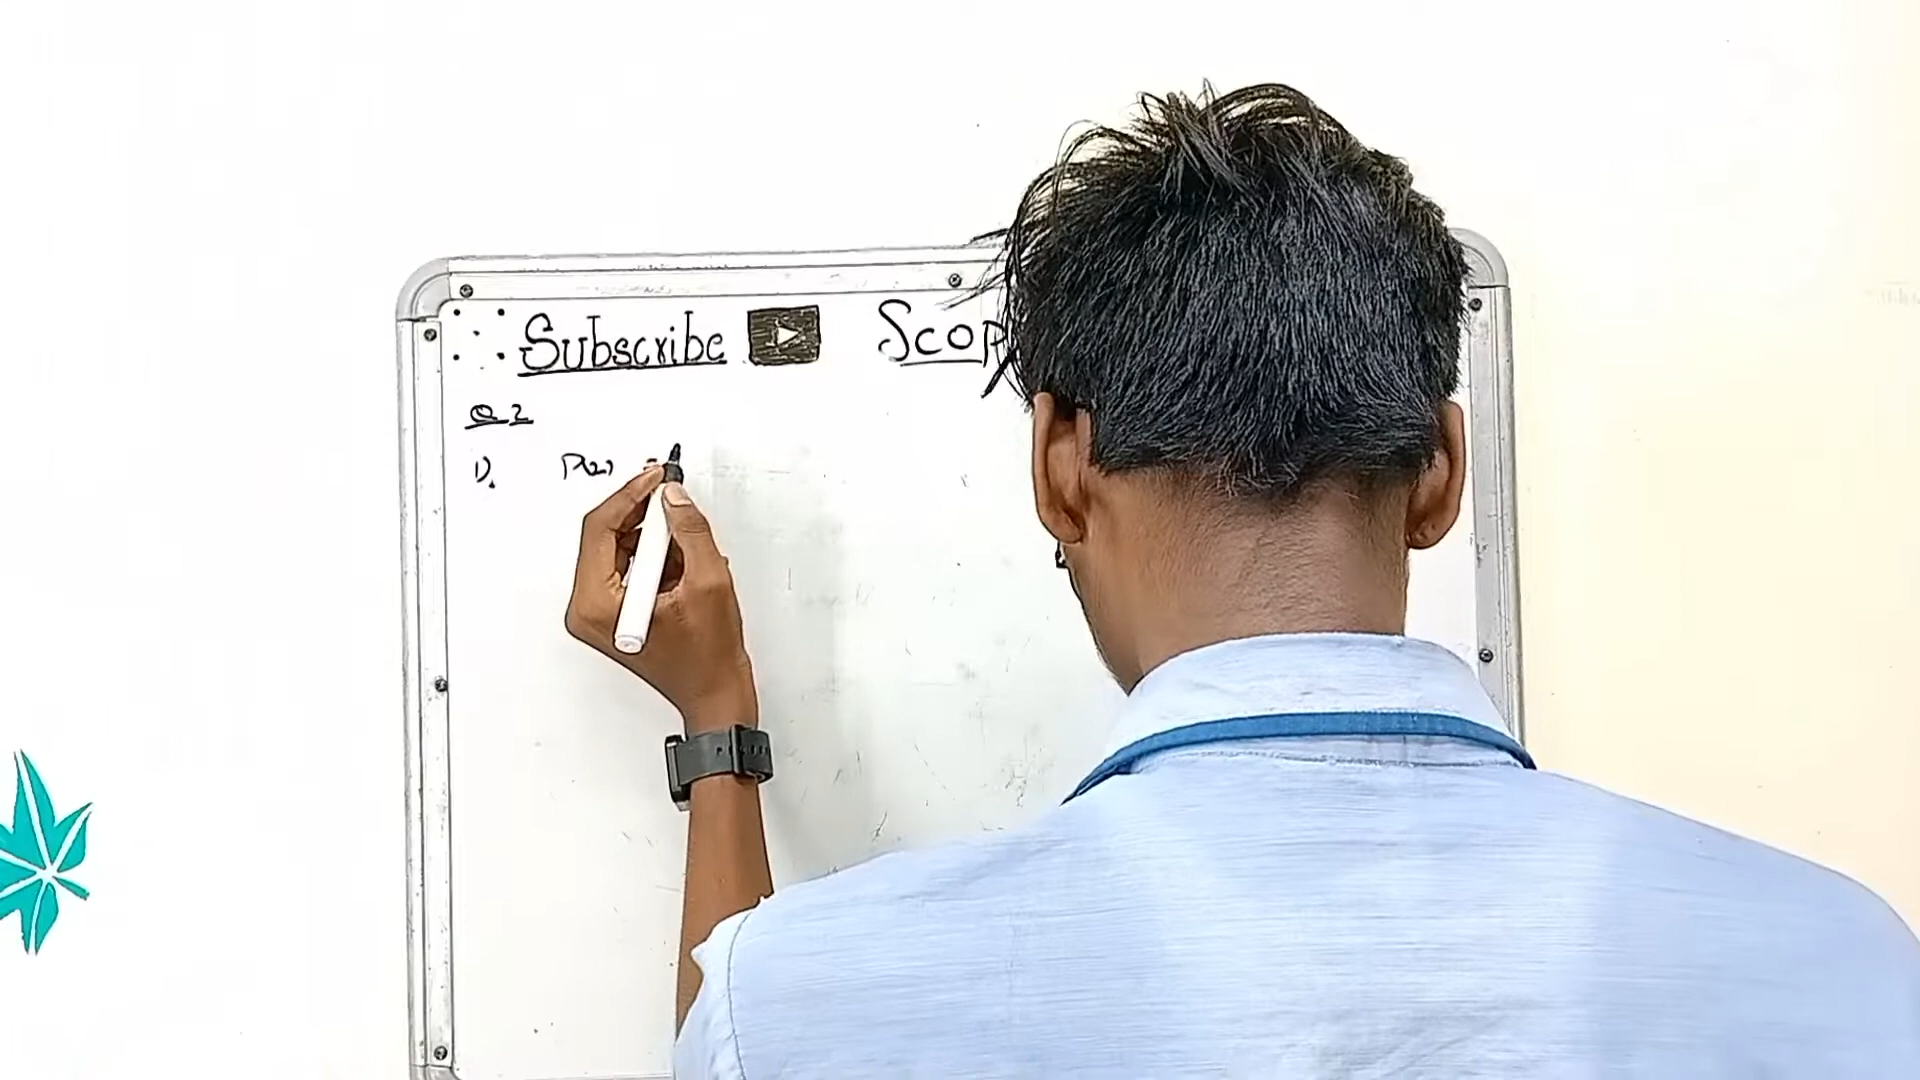 Subscribe Scop
Q 2
1). P(x) =